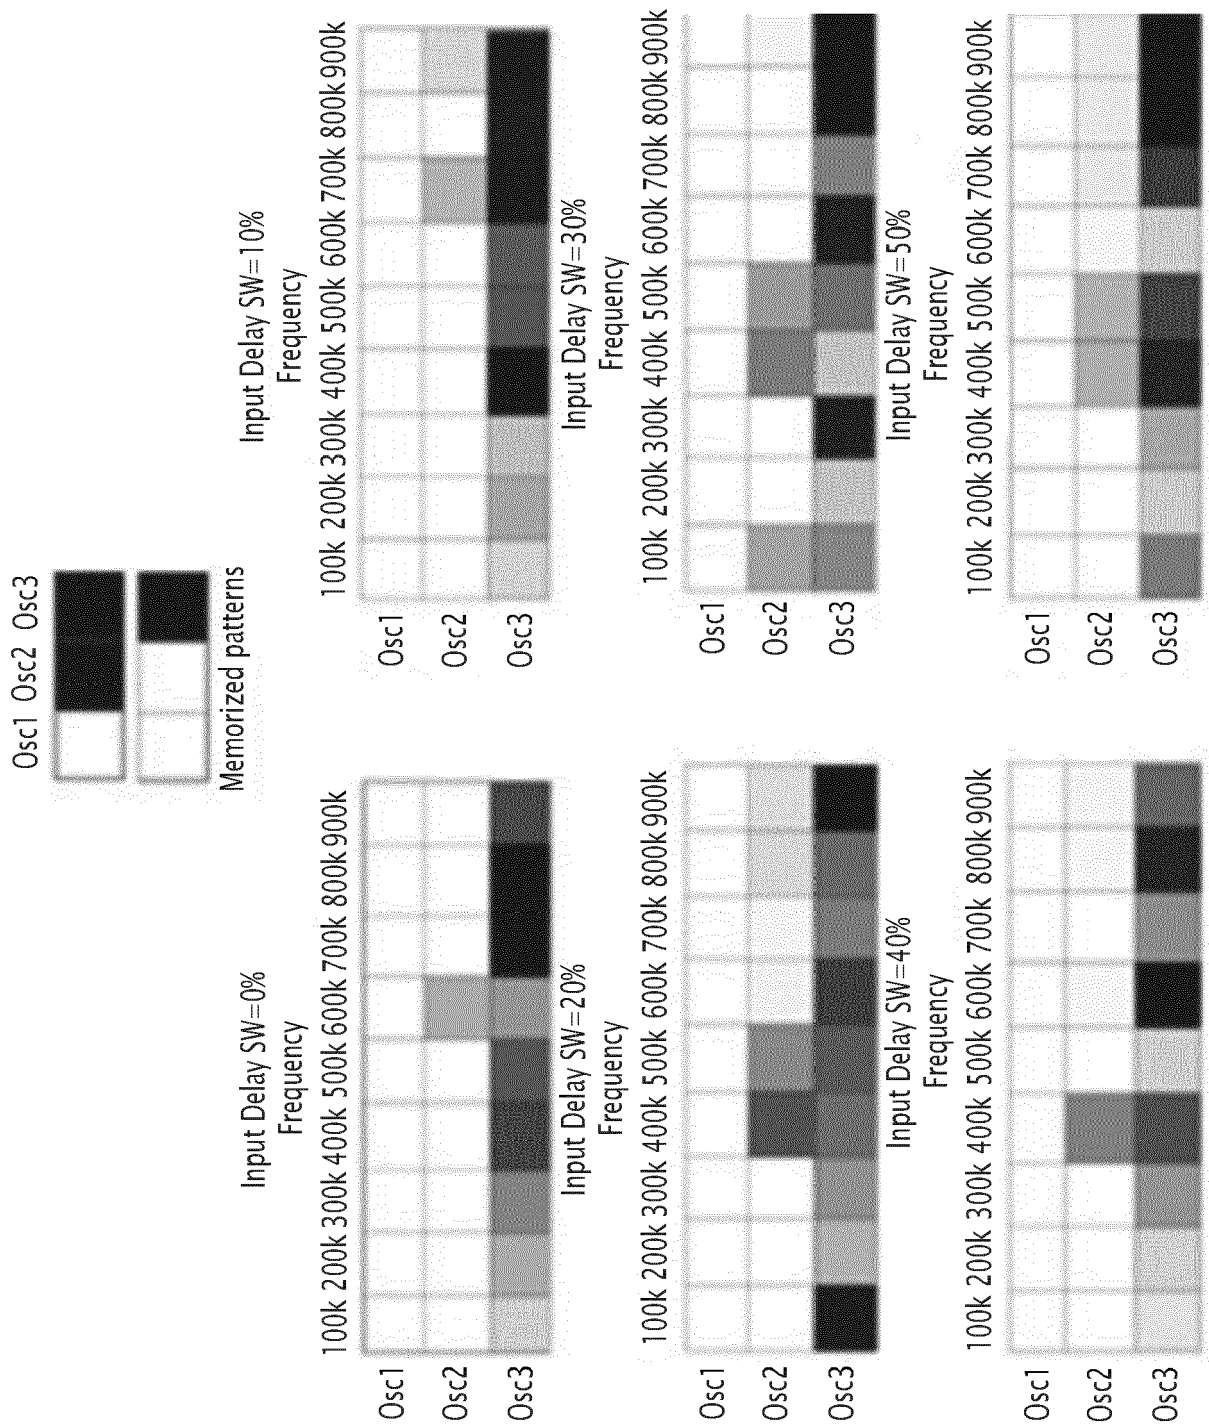 Osc1 Osc2 Osc3
Memorized patterns
Input Delay SW=0%
Frequency
100k 200k 300k 400k 500k 600k 700k 800k 900k
Osc1
Osc2
Osc3
Input Delay SW=10%
Frequency
100k 200k 300k 400k 500k 600k 700k 800k 900k
Osc1
Osc2
Osc3
Input Delay SW=20%
Frequency
100k 200k 300k 400k 500k 600k 700k 800k 900k
Osc1
Osc2
Osc3
Input Delay SW=30%
Frequency
100k 200k 300k 400k 500k 600k 700k 800k 900k
Osc1
Osc2
Osc3
Input Delay SW=40%
Frequency
100k 200k 300k 400k 500k 600k 700k 800k 900k
Osc1
Osc2
Osc3
Input Delay SW=50%
Frequency
100k 200k 300k 400k 500k 600k 700k 800k 900k
Osc1
Osc2
Osc3